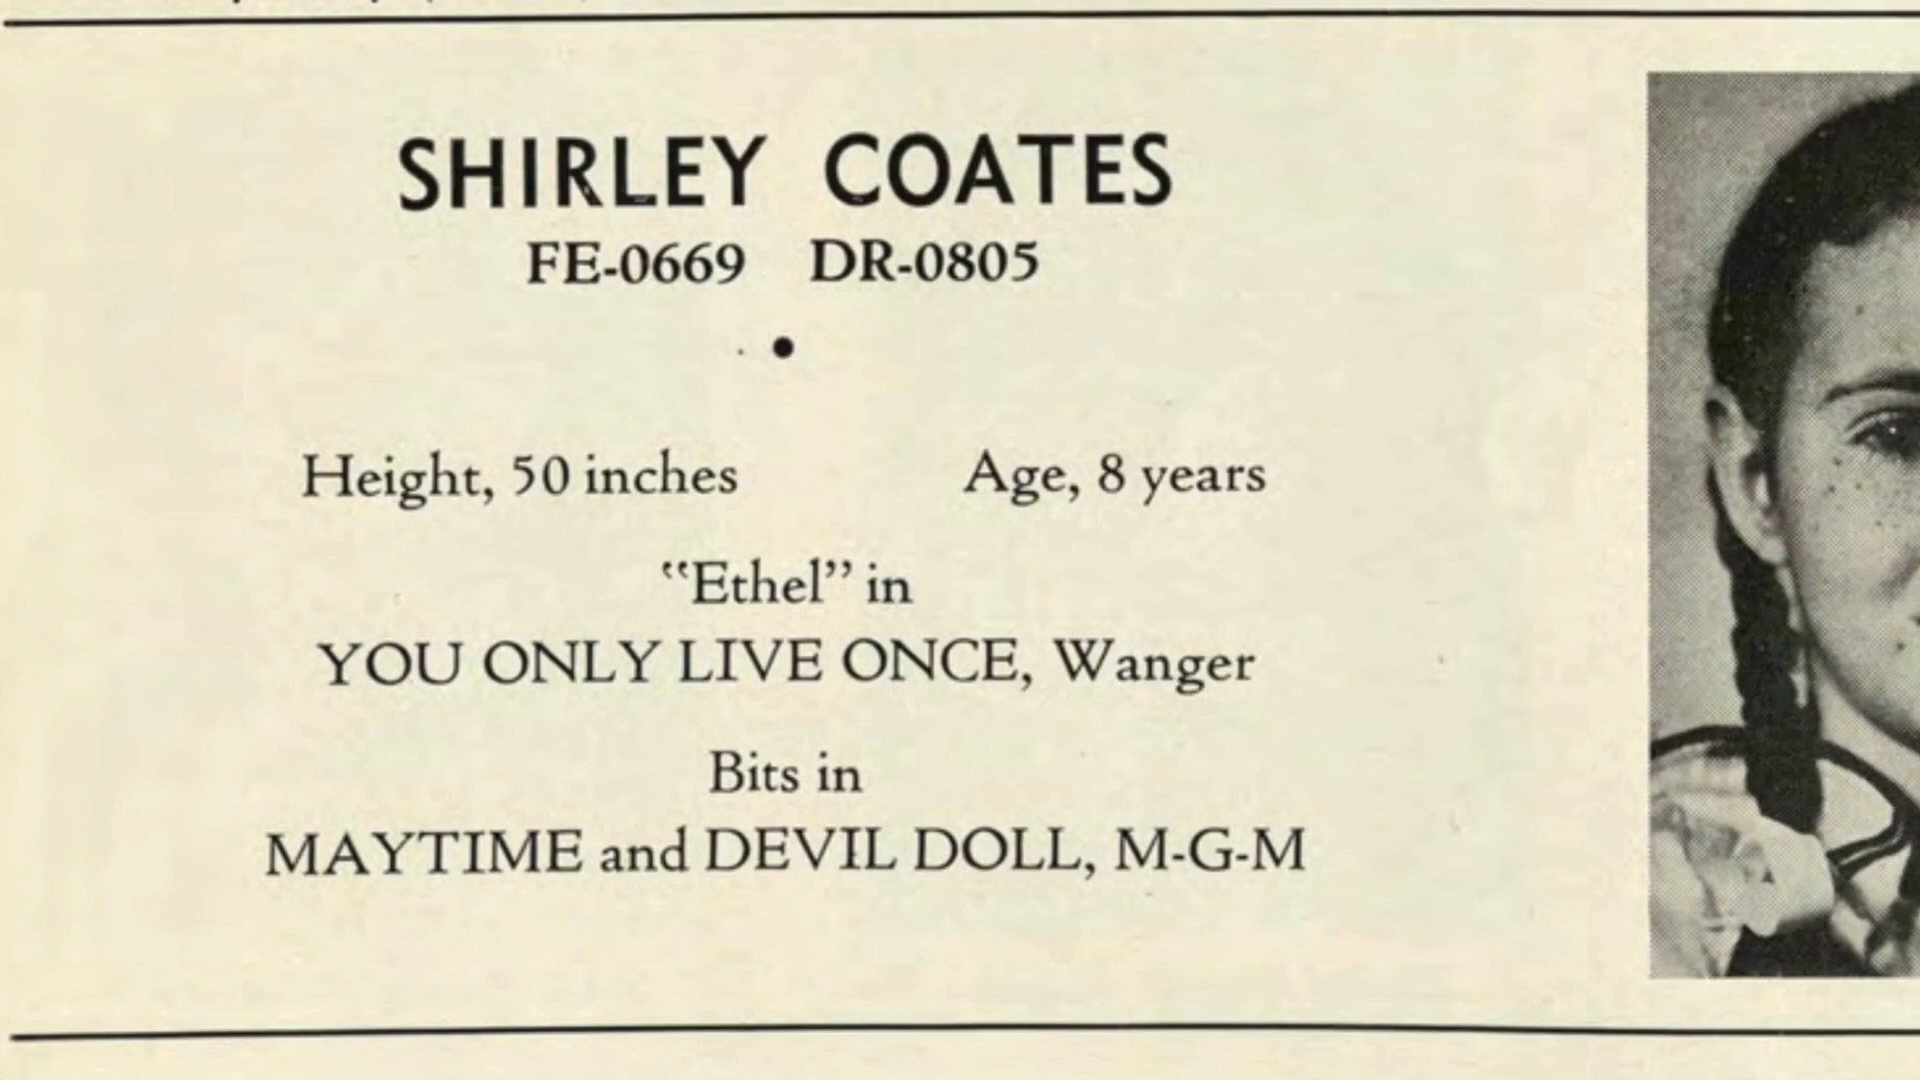 SHIRLEY COATES
FE-0669 DR-0805
Height, 50 inches Age, 8 years
"Ethel" in
YOU ONLY LIVE ONCE, Wanger
Bits in
MAYTIME and DEVIL DOLL, M-G-M